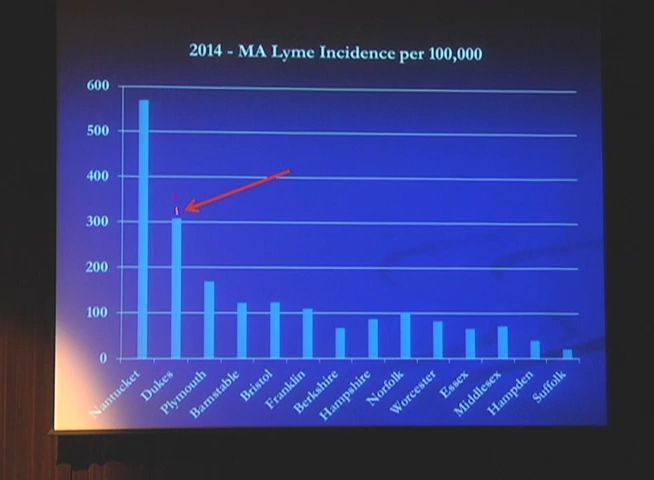 2014 - MA Lyme Incidence per 100,000
600
500
400
300
200
100
0
Nantucket
Dukes
Plymouth
Barnstable
Bristol
Franklin
Berkshire
Hampshire
Norfolk
Worcester
Essex
Middlesex
Hampden
Suffolk